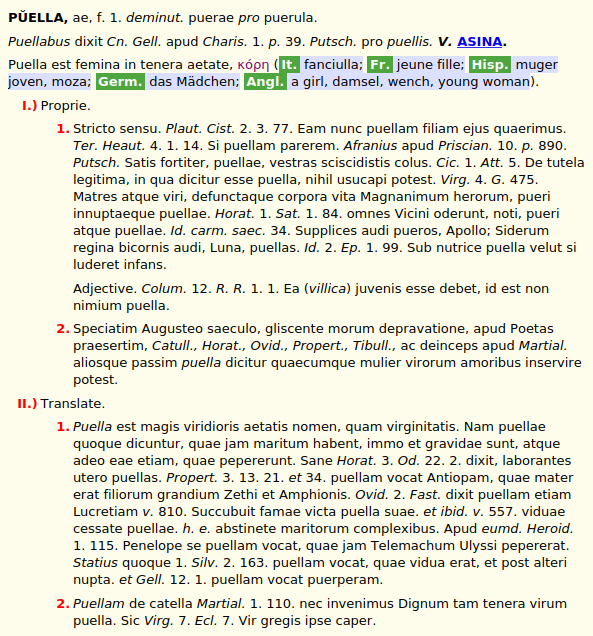 PŬELLA, ae, f. 1. deminut. puerae pro puerula.
Puellabus dixit Cn. Gell. apud Charis. 1. p. 39. Putsch. pro puellis. V. ASINA.
Puella est femina in tenera aetate, κόρη (It. fanciulla; Fr. jeune fille; Hisp. muger
joven, moza; Germ. das Mädchen; Angl. a girl, damsel, wench, young woman).
I.) Proprie.
1. Stricto sensu. Plaut. Cist. 2. 3. 77. Eam nunc puellam filiam ejus quaerimus.
Ter. Heaut. 4. 1. 14. Si puellam parerem. Afranius apud Priscian. 10. p. 890.
Putsch. Satis fortiter, puellae, vestras sciscidistis colus. Cic. 1. Att. 5. De tutela
legitima, in qua dicitur esse puella, nihil usucapi potest. Virg. 4. G. 475.
Matres atque viri, defunctaque corpora vita Magnanimum herorum, pueri
innuptaeque puellae. Horat. 1. Sat. 1. 84. omnes Vicini oderunt, noti, pueri
atque puellae. Id. carm. saec. 34. Supplices audi pueros, Apollo; Siderum
regina bicornis audi, Luna, puellas. Id. 2. Ep. 1. 99. Sub nutrice puella velut si
luderet infans.
Adjective. Colum. 12. R. R. 1. 1. Ea (villica) juvenis esse debet, id est non
nimium puella.
2. Speciatim Augusteo saeculo, gliscente morum depravatione, apud Poetas
praesertim, Catull., Horat., Ovid., Propert., Tibull., ac deinceps apud Martial.
aliosque passim puella dicitur quaecumque mulier virorum amoribus inservire
potest.
II.) Translate.
1. Puella est magis viridioris aetatis nomen, quam virginitatis. Nam puellae
quoque dicuntur, quae jam maritum habent, immo et gravidae sunt, atque
adeo eae etiam, quae pepererunt. Sane Horat. 3. Od. 22. 2. dixit, laborantes
utero puellas. Propert. 3. 13. 21. et 34. puellam vocat Antiopam, quae mater
erat filiorum grandium Zethi et Amphionis. Ovid. 2. Fast. dixit puellam etiam
Lucretiam v. 810. Succubuit famae victa puella suae. et ibid. v. 557. viduae
cessate puellae. h. e. abstinete maritorum complexibus. Apud eumd. Heroid.
1. 115. Penelope se puellam vocat, quae jam Telemachum Ulyssi pepererat.
Statius quoque 1. Silv. 2. 163. puellam vocat, quae vidua erat, et post alteri
nupta. et Gell. 12. 1. puellam vocat puerperam.
2. Puellam de catella Martial. 1. 110. nec invenimus Dignum tam tenera virum
puella. Sic Virg. 7. Ecl. 7. Vir gregis ipse caper.